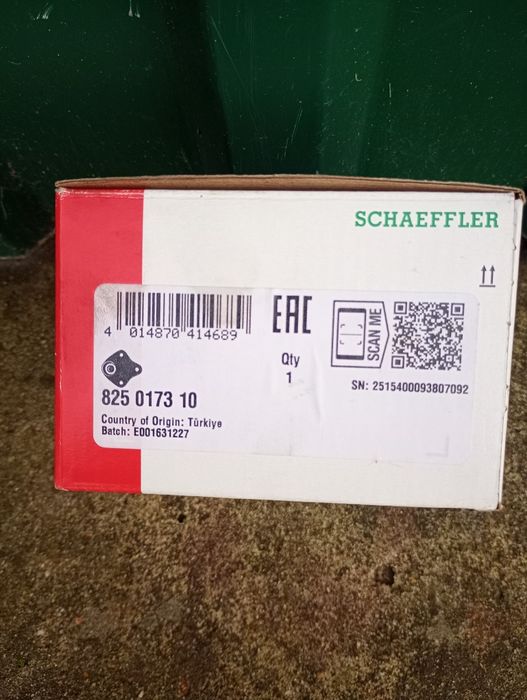 SCHAEFFLER
4 014870 414689
EAC
SCAN ME
Qty
1
SN: 2515400093807092
825 0173 10
Country of Origin: Türkiye
Batch: E001631227